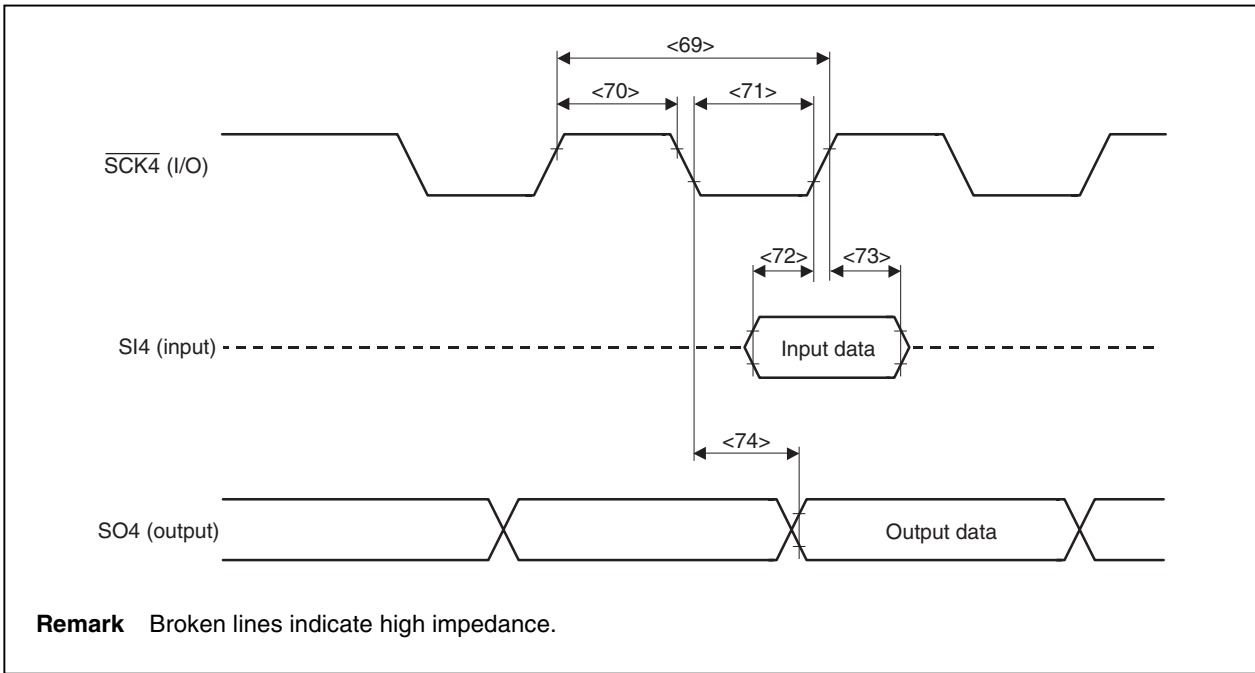 <69>
<70> <71>
S̅C̅K̅4̅ (I/O)
<72> <73>
SI4 (input)
Input data
<74>
SO4 (output)
Output data
Remark Broken lines indicate high impedance.